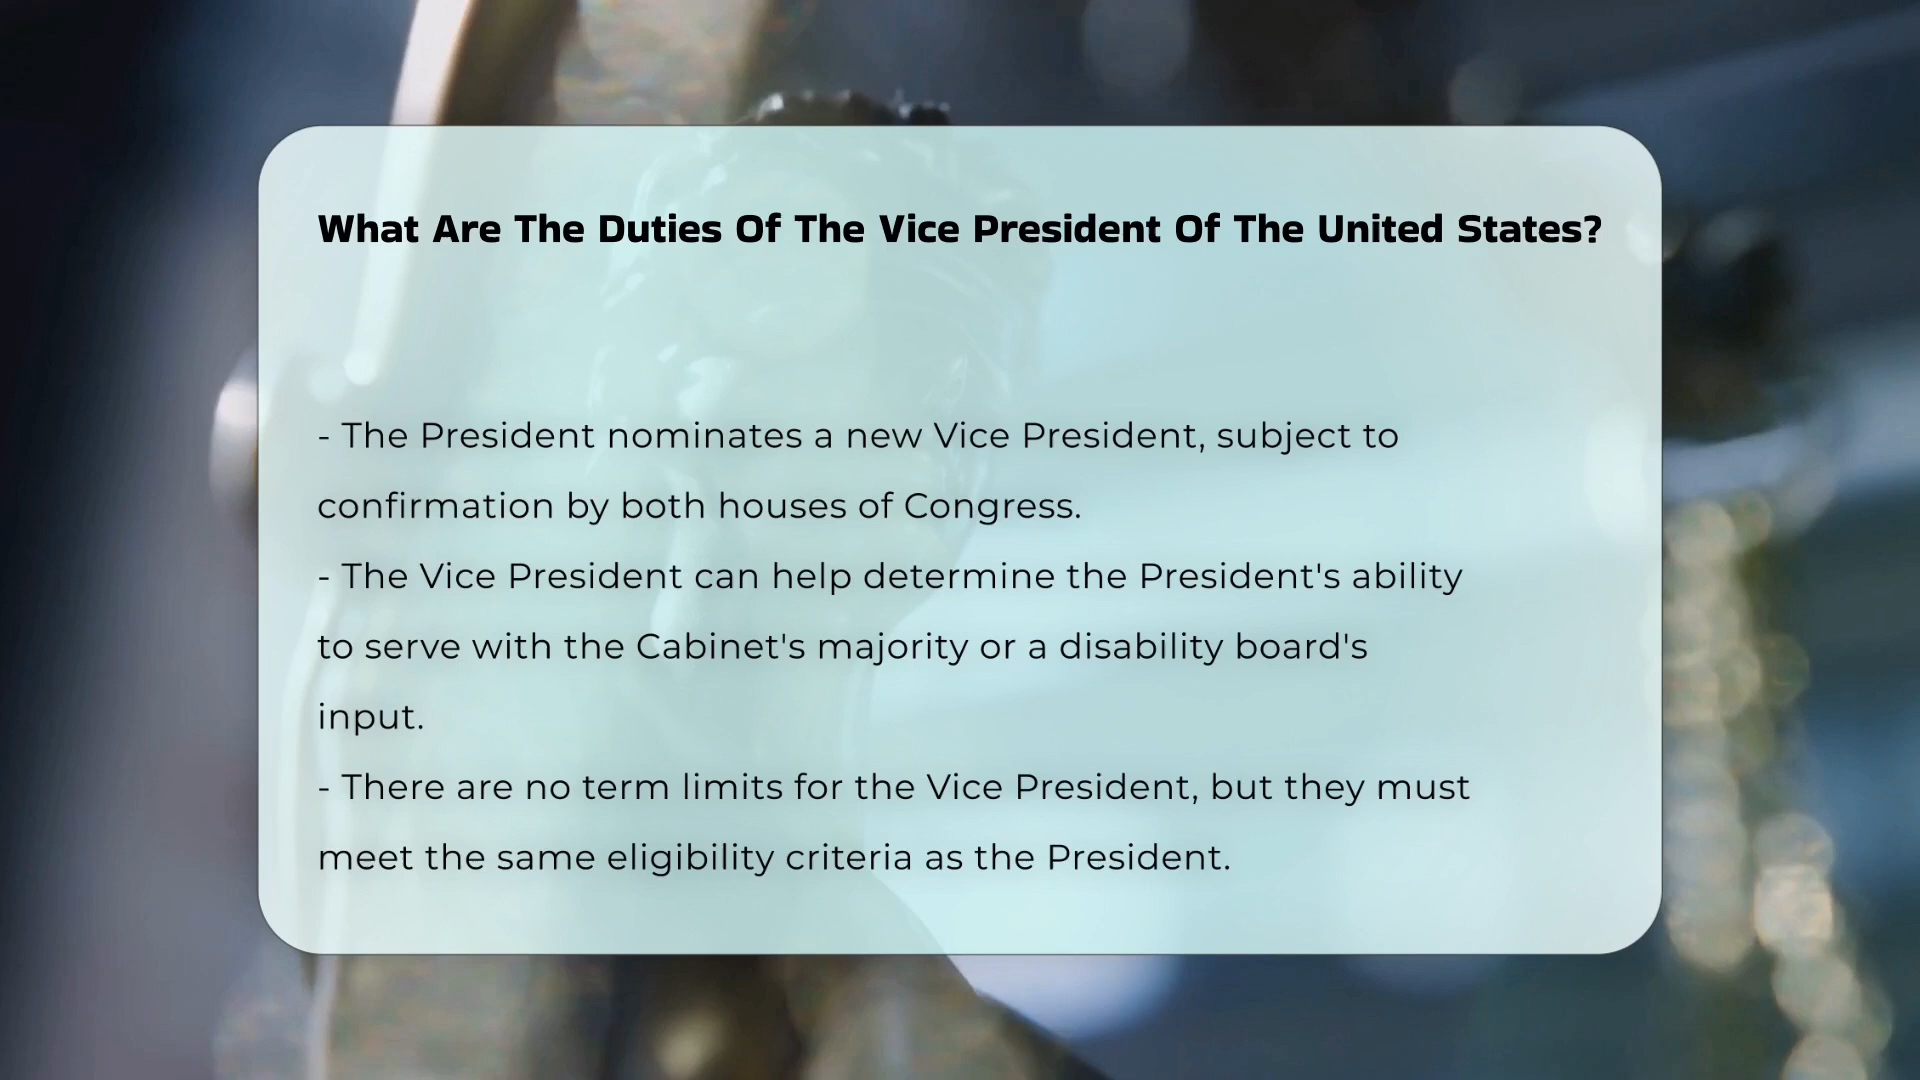 What Are The Duties Of The Vice President Of The United States?
- The President nominates a new Vice President, subject to
confirmation by both houses of Congress.
- The Vice President can help determine the President's ability
to serve with the Cabinet's majority or a disability board's
input.
- There are no term limits for the Vice President, but they must
meet the same eligibility criteria as the President.